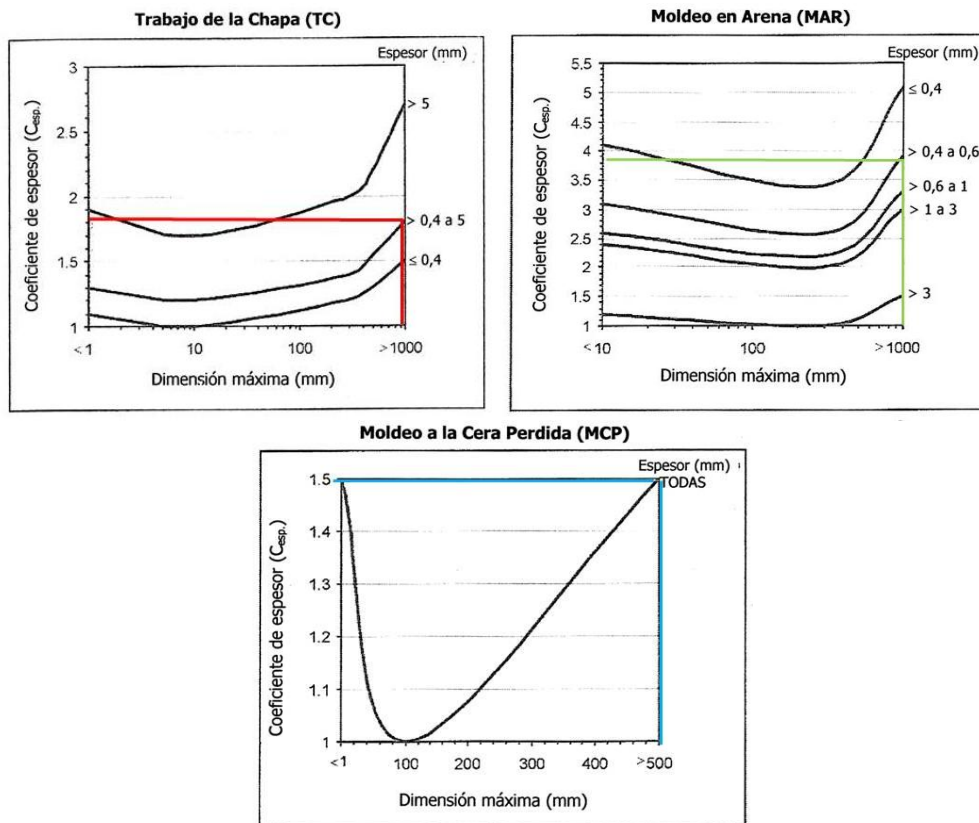 Trabajo de la Chapa (TC)
Espesor (mm)
Coeficiente de espesor (Cesp.)
3
2.5
2
1.5
1
> 5
> 0,4 a 5
≤ 0,4
<1
10
100
>1000
Dimensión máxima (mm)
Moldeo en Arena (MAR)
Espesor (mm)
Coeficiente de espesor (Cesp.)
5.5
5
4.5
4
3.5
3
2.5
2
1.5
1
≤ 0,4
> 0,4 a 0,6
> 0,6 a 1
> 1 a 3
> 3
<10
100
>1000
Dimensión máxima (mm)
Moldeo a la Cera Perdida (MCP)
Espesor (mm)
TODAS
Coeficiente de espesor (Cesp.)
1.5
1.4
1.3
1.2
1.1
1
<1
100
200
300
400
>500
Dimensión máxima (mm)